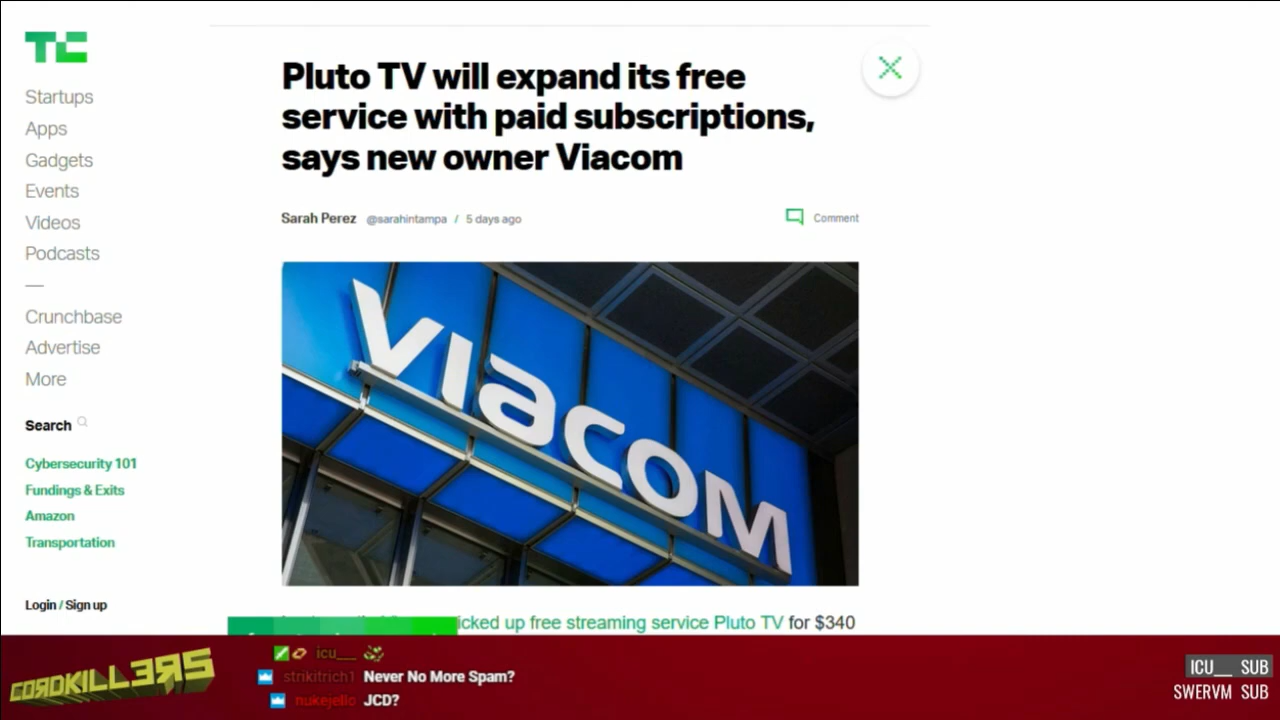 TC
Startups
Apps
Gadgets
Events
Videos
Podcasts
Crunchbase
Advertise
More
Search
Cybersecurity 101
Fundings & Exits
Amazon
Transportation
Login / Sign up
Pluto TV will expand its free
service with paid subscriptions,
says new owner Viacom
Sarah Perez @sarahintampa / 5 days ago
Comment
VIACOM
icked up free streaming service Pluto TV for $340
CORDKILLERS
icu__
strikitrich1 Never No More Spam?
nukejello JCD?
ICU__ SUB
SWERVM SUB